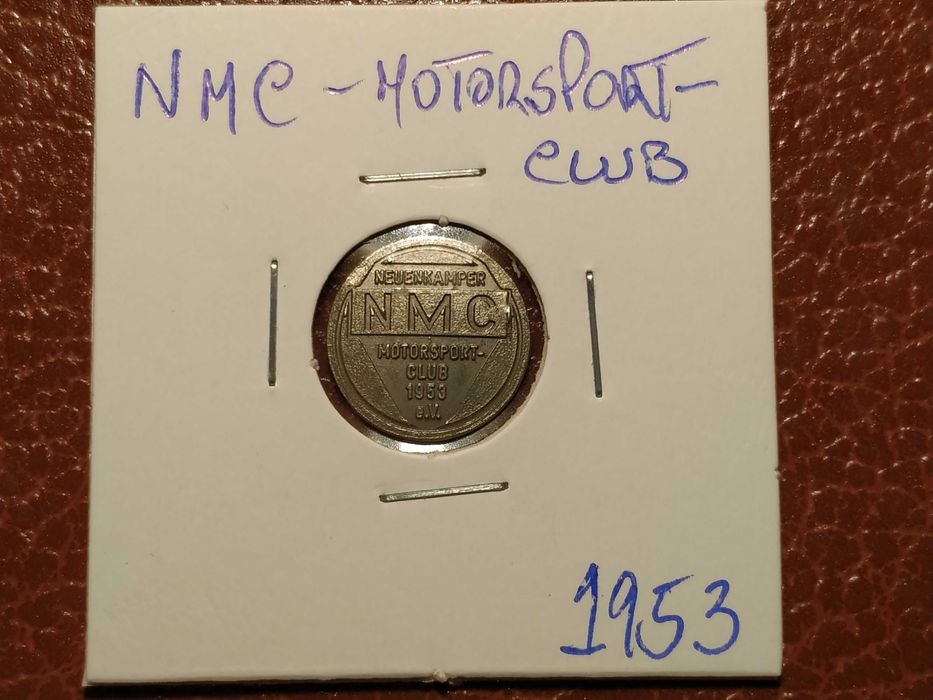 NMC - MOTORSPORT-
CLUB
NEUENKAMPER
NMC
MOTORSPORT-
CLUB
1953
e.V.
1953